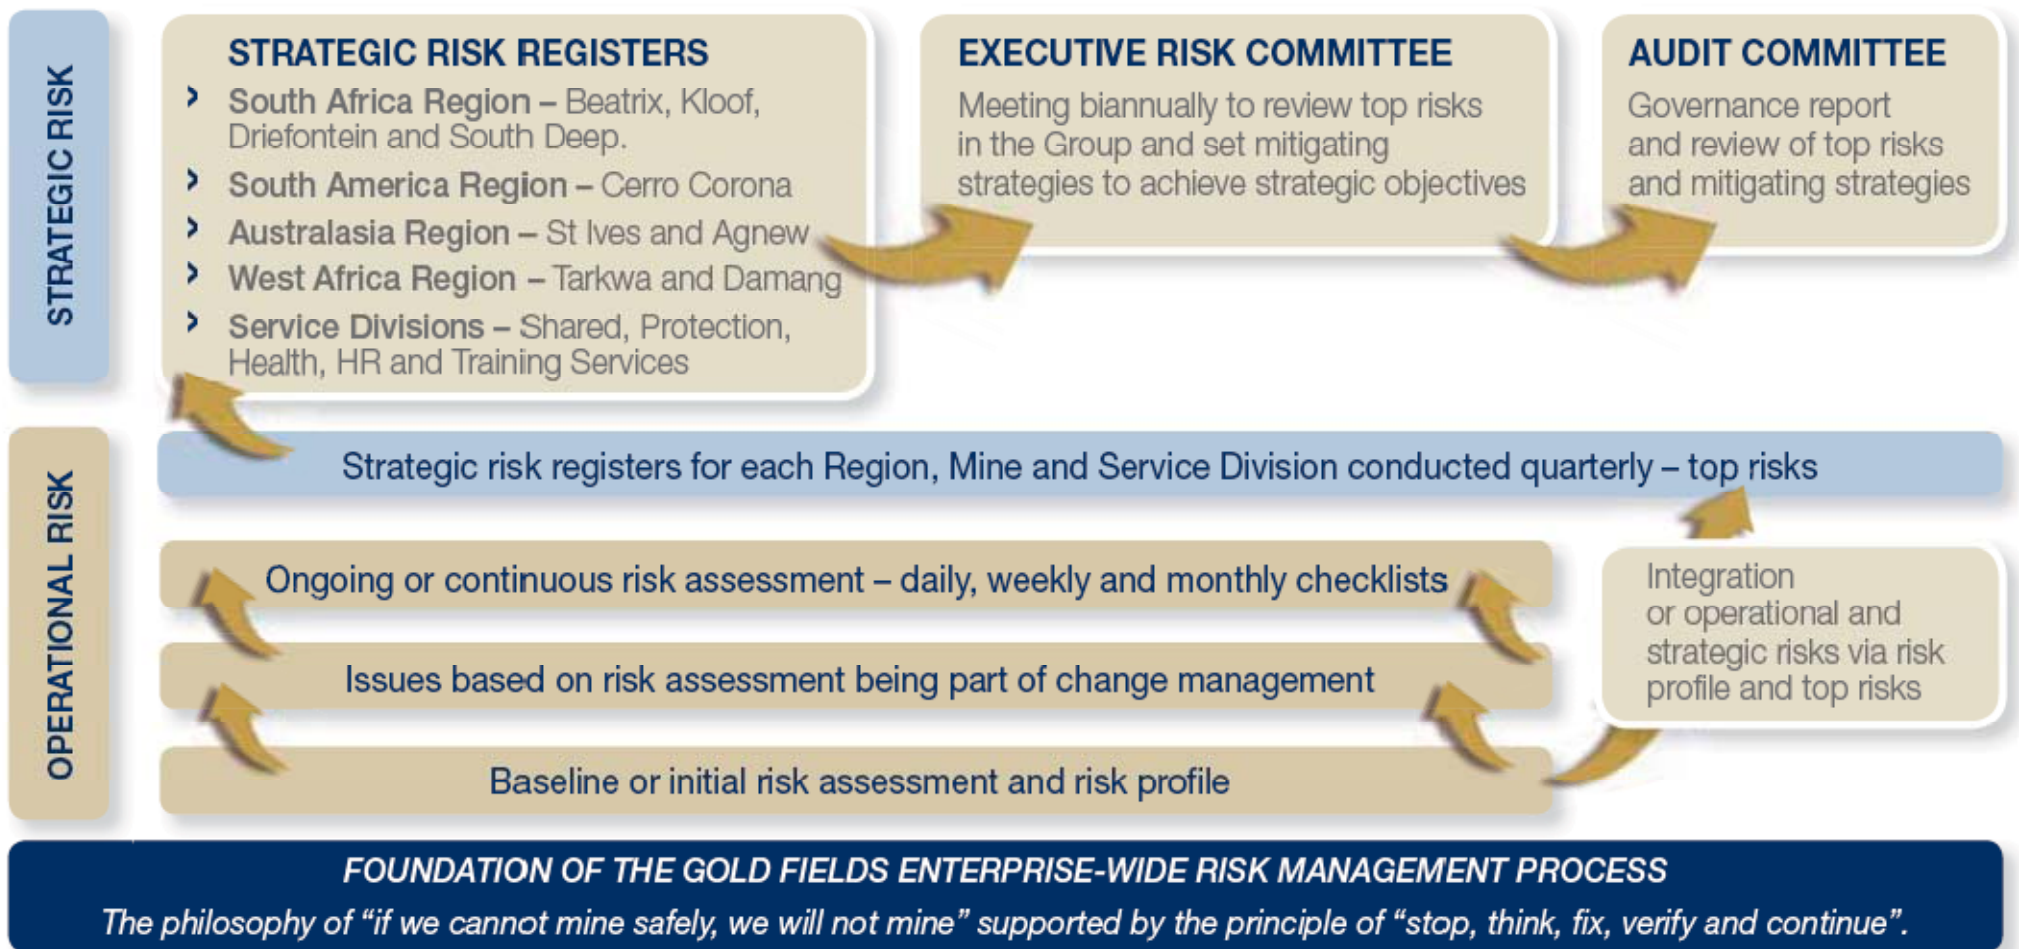 STRATEGIC RISK
STRATEGIC RISK REGISTERS
› South Africa Region – Beatrix, Kloof,
Driefontein and South Deep.
› South America Region – Cerro Corona
› Australasia Region – St Ives and Agnew
› West Africa Region – Tarkwa and Damang
› Service Divisions – Shared, Protection,
Health, HR and Training Services
EXECUTIVE RISK COMMITTEE
Meeting biannually to review top risks
in the Group and set mitigating
strategies to achieve strategic objectives
AUDIT COMMITTEE
Governance report
and review of top risks
and mitigating strategies
OPERATIONAL RISK
Strategic risk registers for each Region, Mine and Service Division conducted quarterly – top risks
Ongoing or continuous risk assessment – daily, weekly and monthly checklists
Issues based on risk assessment being part of change management
Baseline or initial risk assessment and risk profile
Integration
or operational and
strategic risks via risk
profile and top risks
FOUNDATION OF THE GOLD FIELDS ENTERPRISE-WIDE RISK MANAGEMENT PROCESS
The philosophy of “if we cannot mine safely, we will not mine” supported by the principle of “stop, think, fix, verify and continue”.